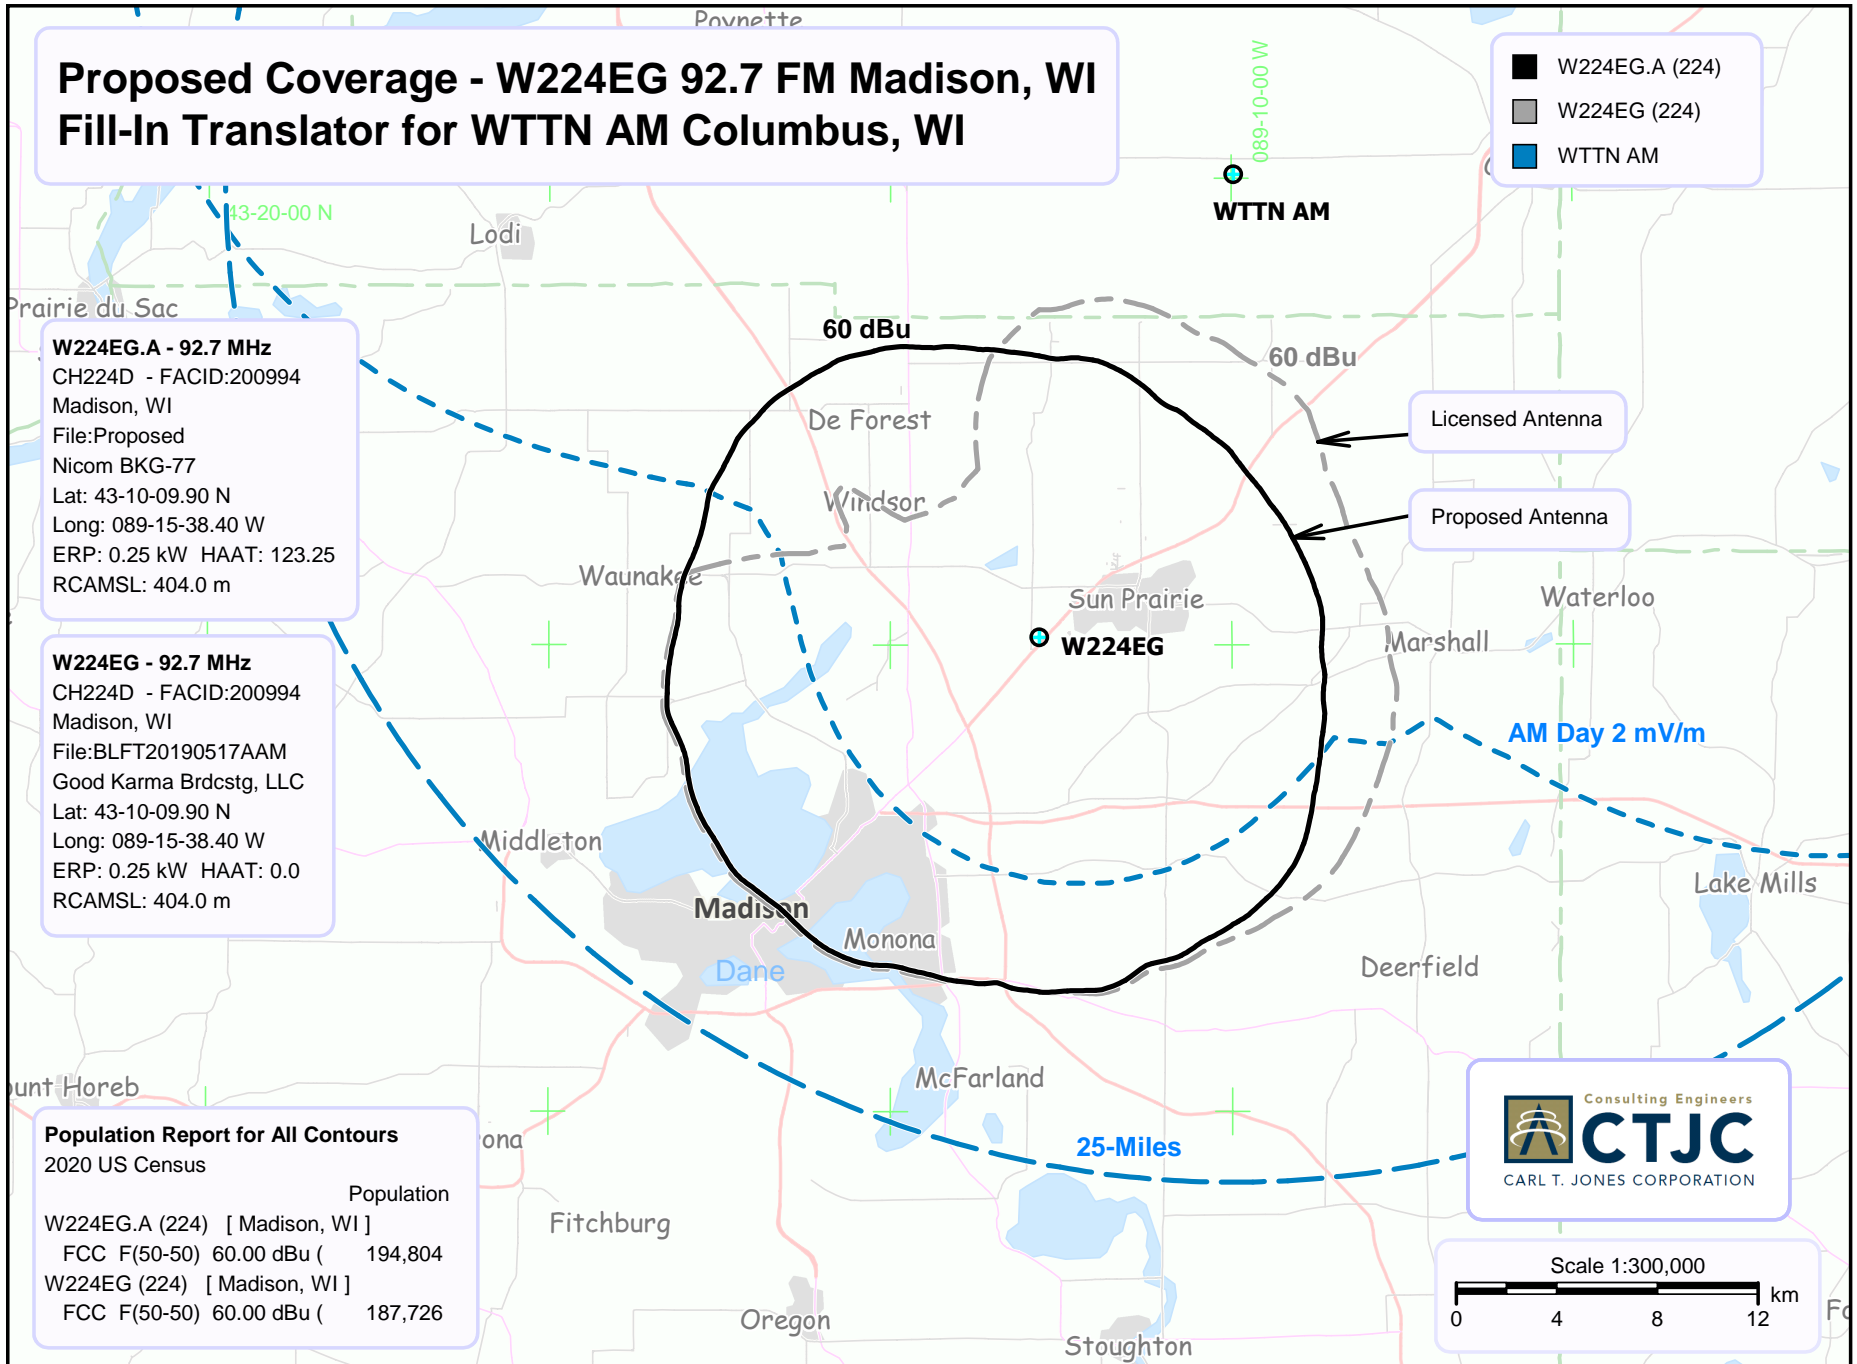 Poynette
Proposed Coverage - W224EG 92.7 FM Madison, WI
Fill-In Translator for WTTN AM Columbus, WI
089-10-00 W
W224EG.A (224)
W224EG (224)
WTTN AM
WTTN AM
43-20-00 N
Lodi
Prairie du Sac
60 dBu
60 dBu
W224EG.A - 92.7 MHz
CH224D - FACID:200994
Madison, WI
File:Proposed
Nicom BKG-77
Lat: 43-10-09.90 N
Long: 089-15-38.40 W
ERP: 0.25 kW HAAT: 123.25
RCAMSL: 404.0 m
De Forest
Licensed Antenna
Windsor
Proposed Antenna
Waunakee
Sun Prairie
Waterloo
W224EG
Marshall
W224EG - 92.7 MHz
CH224D - FACID:200994
Madison, WI
File:BLFT20190517AAM
Good Karma Brdcstg, LLC
Lat: 43-10-09.90 N
Long: 089-15-38.40 W
ERP: 0.25 kW HAAT: 0.0
RCAMSL: 404.0 m
AM Day 2 mV/m
Middleton
Lake Mills
Madison
Monona
Dane
Deerfield
McFarland
ount Horeb
25-Miles
ona
Population Report for All Contours
2020 US Census
Population
W224EG.A (224) [ Madison, WI ]
FCC F(50-50) 60.00 dBu ( 194,804
W224EG (224) [ Madison, WI ]
FCC F(50-50) 60.00 dBu ( 187,726
Fitchburg
Oregon
Stoughton
Consulting Engineers
CTJC
CARL T. JONES CORPORATION
Scale 1:300,000
km
0 4 8 12
Fo